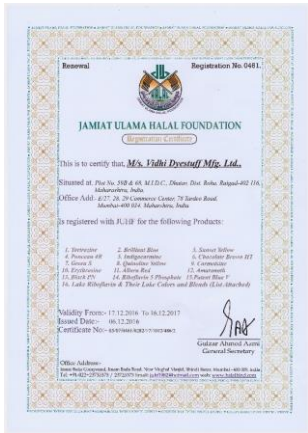 Renewal Registration No. 0481.
JAMIAT ULAMA HALAL FOUNDATION
Registration Certificate
This is to certify that, M/s. Vidhi Dyestuff Mfg. Ltd.,
Situated at. Plot No. 59/B & 69, M.I.D.C., Dhatav Dist. Roha, Raigad-402 116
Maharashtra, India.
Office Add:- E/27, 28, 29 Commerce Center, 78 Tardeo Road,
Mumbai-400 034 Maharashtra, India.
Is registered with JUHF for the following Products:
1. Tartrazine 2. Brilliant Blue 3. Sunset Yellow
4. Ponceau 4R 5. Indigocarmine 6. Chocolate Brown HT
7. Green S 8. Quinoline Yellow 9. Carmoisine
10. Erythrosine 11. Allura Red 12. Amaranth
13. Black PN 14. Riboflavin 5 Phosphate 15. Patent Blue V
16. Lake Riboflavin & Their Lake Colors and Blends (List Attached)
Validity From:- 17.12.2016 To 16.12.2017
Issued Date:- 06.12.2016
Certificate No:-
Gulzar Ahmed Azmi
General Secretary
Office Address:-